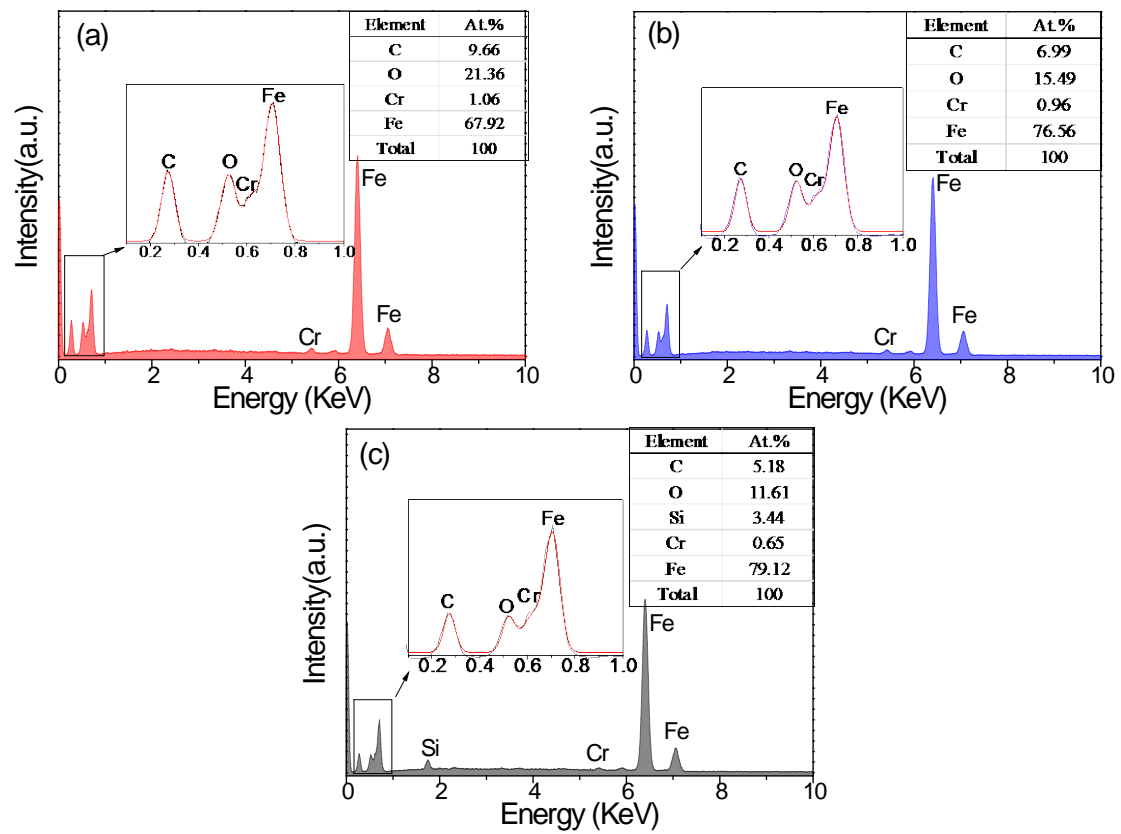 (a)
Element At.%
C 9.66
O 21.36
Cr 1.06
Fe 67.92
Total 100
C O Cr Fe
0.2 0.4 0.6 0.8 1.0
Fe
Cr Fe
0 2 4 6 8 10
Energy (KeV)
Intensity(a.u.)
(b)
Element At.%
C 6.99
O 15.49
Cr 0.96
Fe 76.56
Total 100
C O Cr Fe
0.2 0.4 0.6 0.8 1.0
Fe
Cr Fe
0 2 4 6 8 10
Energy (KeV)
Intensity(a.u.)
(c)
Element At.%
C 5.18
O 11.61
Si 3.44
Cr 0.65
Fe 79.12
Total 100
C O Cr Fe
0.2 0.4 0.6 0.8 1.0
Fe
Si Cr Fe
0 2 4 6 8 10
Energy (KeV)
Intensity(a.u.)